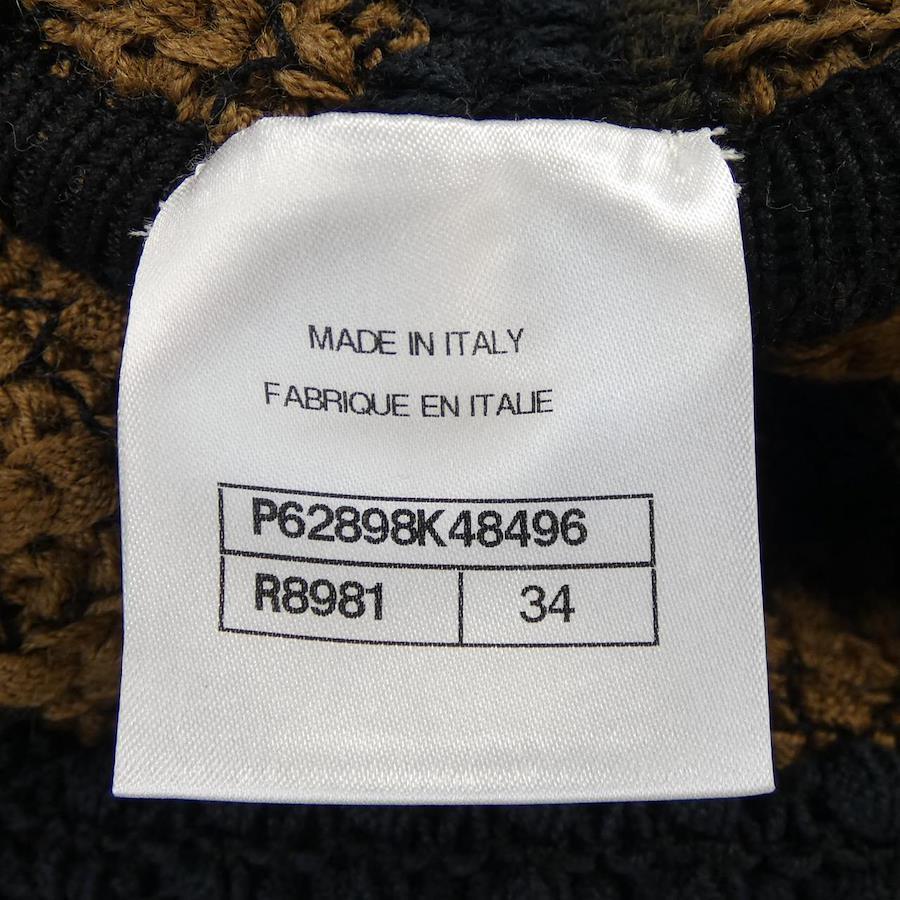 MADE IN ITALY
FABRIQUE EN ITALIE
P62898K48496
R8981 34